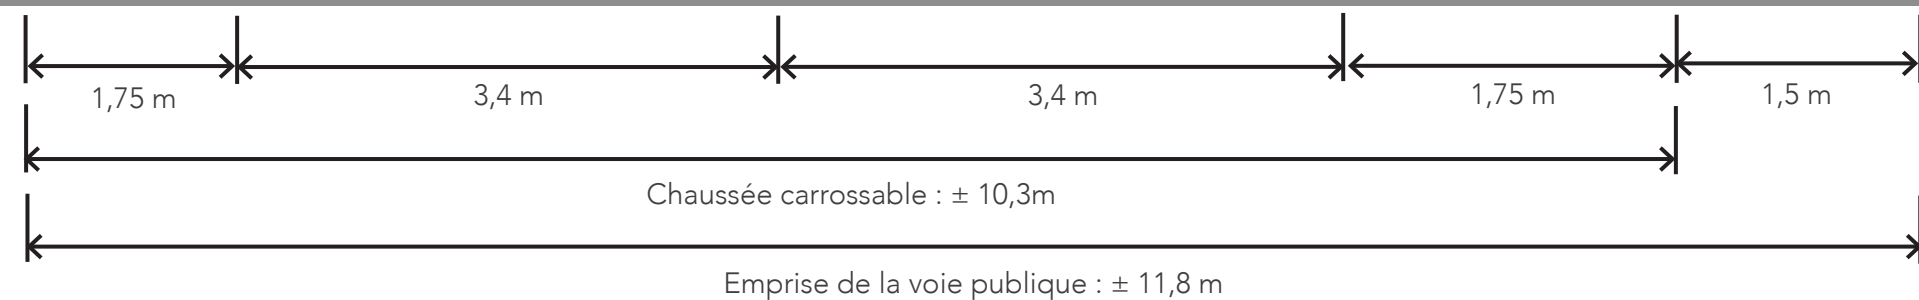 1,75 m 3,4 m 3,4 m 1,75 m 1,5 m
Chaussée carrossable : ± 10,3m
Emprise de la voie publique : ± 11,8 m